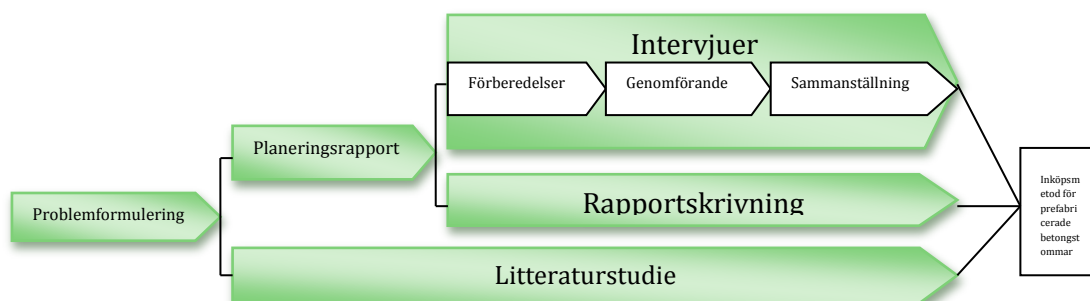 Intervjuer
Förberedelser
Genomförande
Sammanställning
Planeringsrapport
Problemformulering
Rapportskrivning
Litteraturstudie
Inköpsm
etod för
prefabri
cerade
betongst
ommar